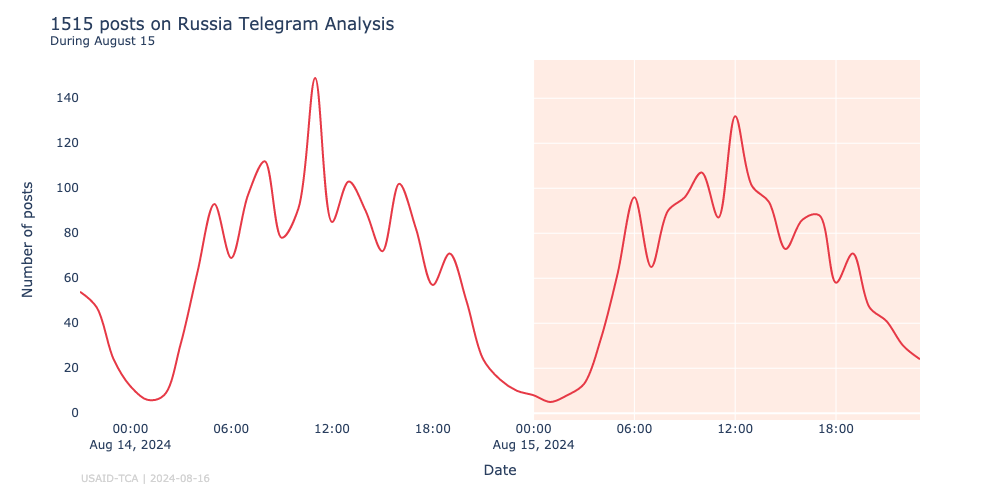 1515 posts on Russia Telegram Analysis
During August 15
140
120
100
80
60
40
20
0
Number of posts
00:00 06:00 12:00 18:00 00:00 06:00 12:00 18:00
Aug 14, 2024 Aug 15, 2024
Date
USAID-TCA | 2024-08-16